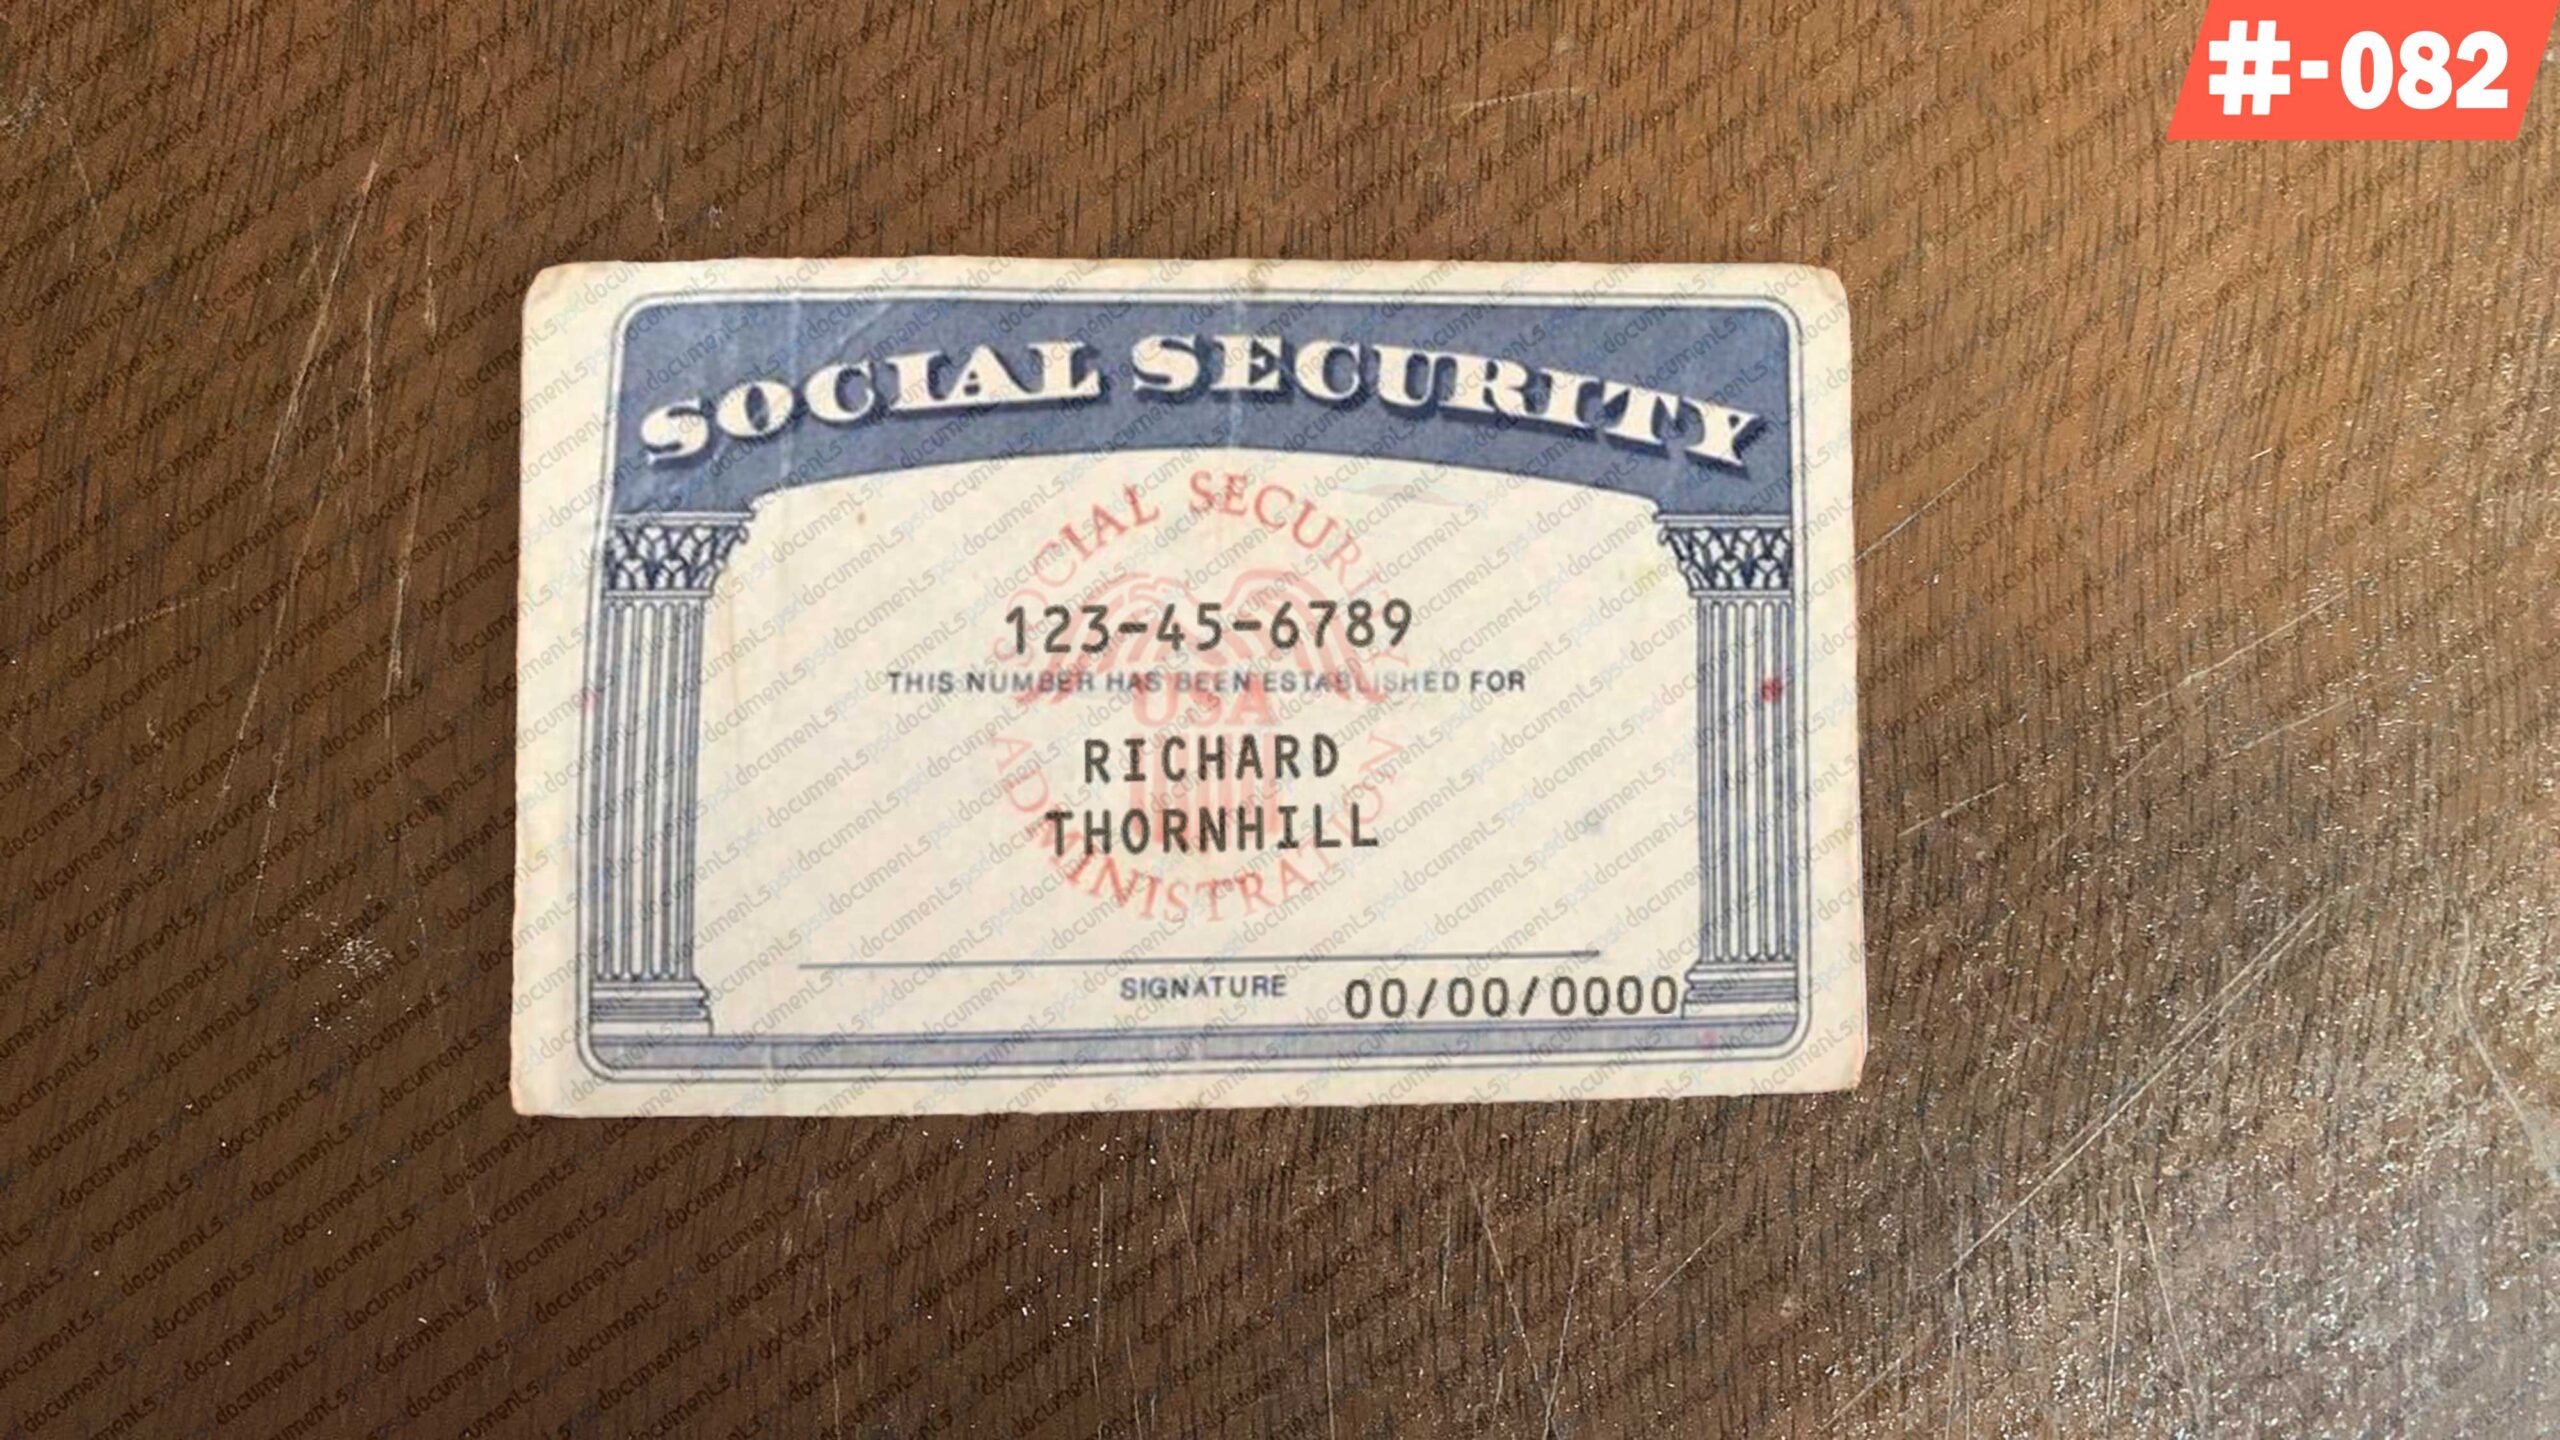 #-082
SOCIAL SECURITY
SOCIAL SECURITY ADMINISTRATION
123-45-6789
THIS NUMBER HAS BEEN ESTABLISHED FOR
USA
RICHARD
THORNHILL
SIGNATURE
00/00/0000
documentspsd